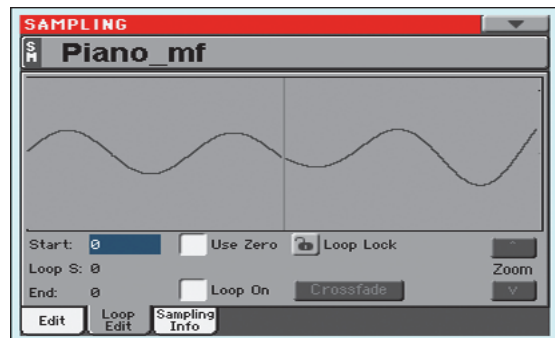 SAMPLING
SM Piano_mf
Start: 0 Use Zero Loop Lock
Loop S: 0 Zoom
End: 0 Loop On Crossfade
Edit Loop Edit Sampling Info